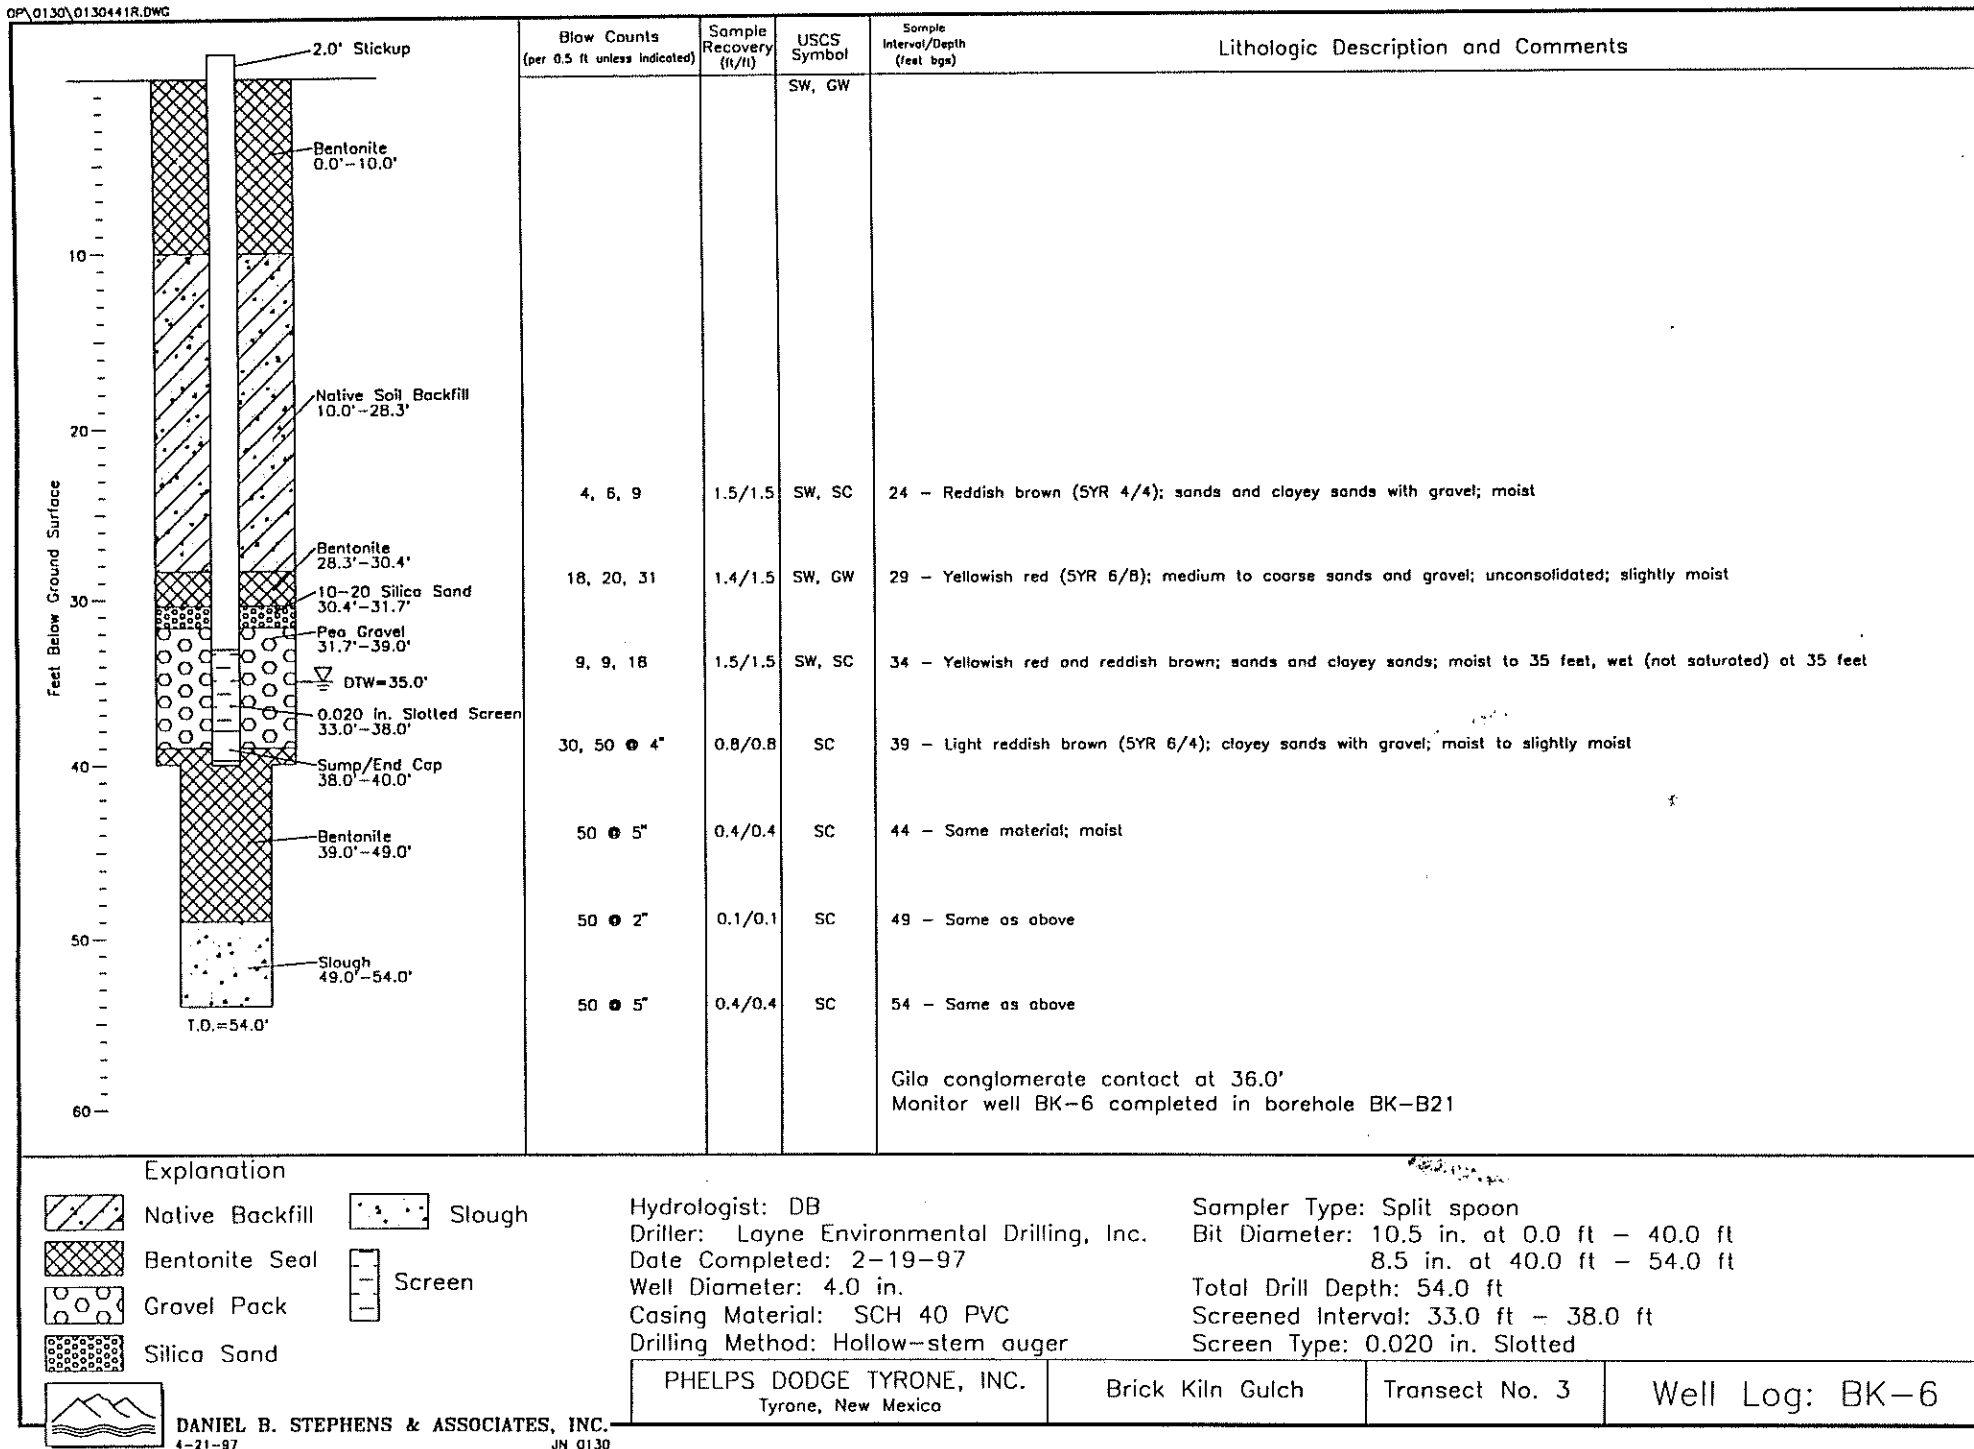 OP\0130\0130441R.DWG
Blow Counts
(per 0.5 ft unless indicated)
Sample
Recovery
(ft/ft)
USCS
Symbol
Sample
Interval/Depth
(feet bgs)
Lithologic Description and Comments
2.0' Stickup
SW, GW
Bentonite
0.0'-10.0'
10
Native Soil Backfill
10.0'-28.3'
20
Feet Below Ground Surface
4, 6, 9 1.5/1.5 SW, SC 24 - Reddish brown (5YR 4/4); sands and clayey sands with gravel; moist
Bentonite
28.3'-30.4'
18, 20, 31 1.4/1.5 SW, GW 29 - Yellowish red (5YR 6/8); medium to coarse sands and gravel; unconsolidated; slightly moist
10-20 Silica Sand
30.4'-31.7'
30
Pea Gravel
31.7'-39.0'
9, 9, 18 1.5/1.5 SW, SC 34 - Yellowish red and reddish brown; sands and clayey sands; moist to 35 feet, wet (not saturated) at 35 feet
DTW=35.0'
0.020 in. Slotted Screen
33.0'-38.0'
30, 50 @ 4" 0.8/0.8 SC 39 - Light reddish brown (5YR 6/4); clayey sands with gravel; moist to slightly moist
40
Sump/End Cap
38.0'-40.0'
50 @ 5" 0.4/0.4 SC 44 - Same material; moist
Bentonite
39.0'-49.0'
50 @ 2" 0.1/0.1 SC 49 - Same as above
50
Slough
49.0'-54.0'
50 @ 5" 0.4/0.4 SC 54 - Same as above
T.D.=54.0'
Gila conglomerate contact at 36.0'
Monitor well BK-6 completed in borehole BK-B21
60
Explanation
Native Backfill
Slough
Bentonite Seal
Screen
Gravel Pack
Silica Sand
Hydrologist: DB
Driller: Layne Environmental Drilling, Inc.
Date Completed: 2-19-97
Well Diameter: 4.0 in.
Casing Material: SCH 40 PVC
Drilling Method: Hollow-stem auger
Sampler Type: Split spoon
Bit Diameter: 10.5 in. at 0.0 ft - 40.0 ft
8.5 in. at 40.0 ft - 54.0 ft
Total Drill Depth: 54.0 ft
Screened Interval: 33.0 ft - 38.0 ft
Screen Type: 0.020 in. Slotted
PHELPS DODGE TYRONE, INC.
Tyrone, New Mexico
Brick Kiln Gulch
Transect No. 3
Well Log: BK-6
DANIEL B. STEPHENS & ASSOCIATES, INC.
4-21-97 JN 0130